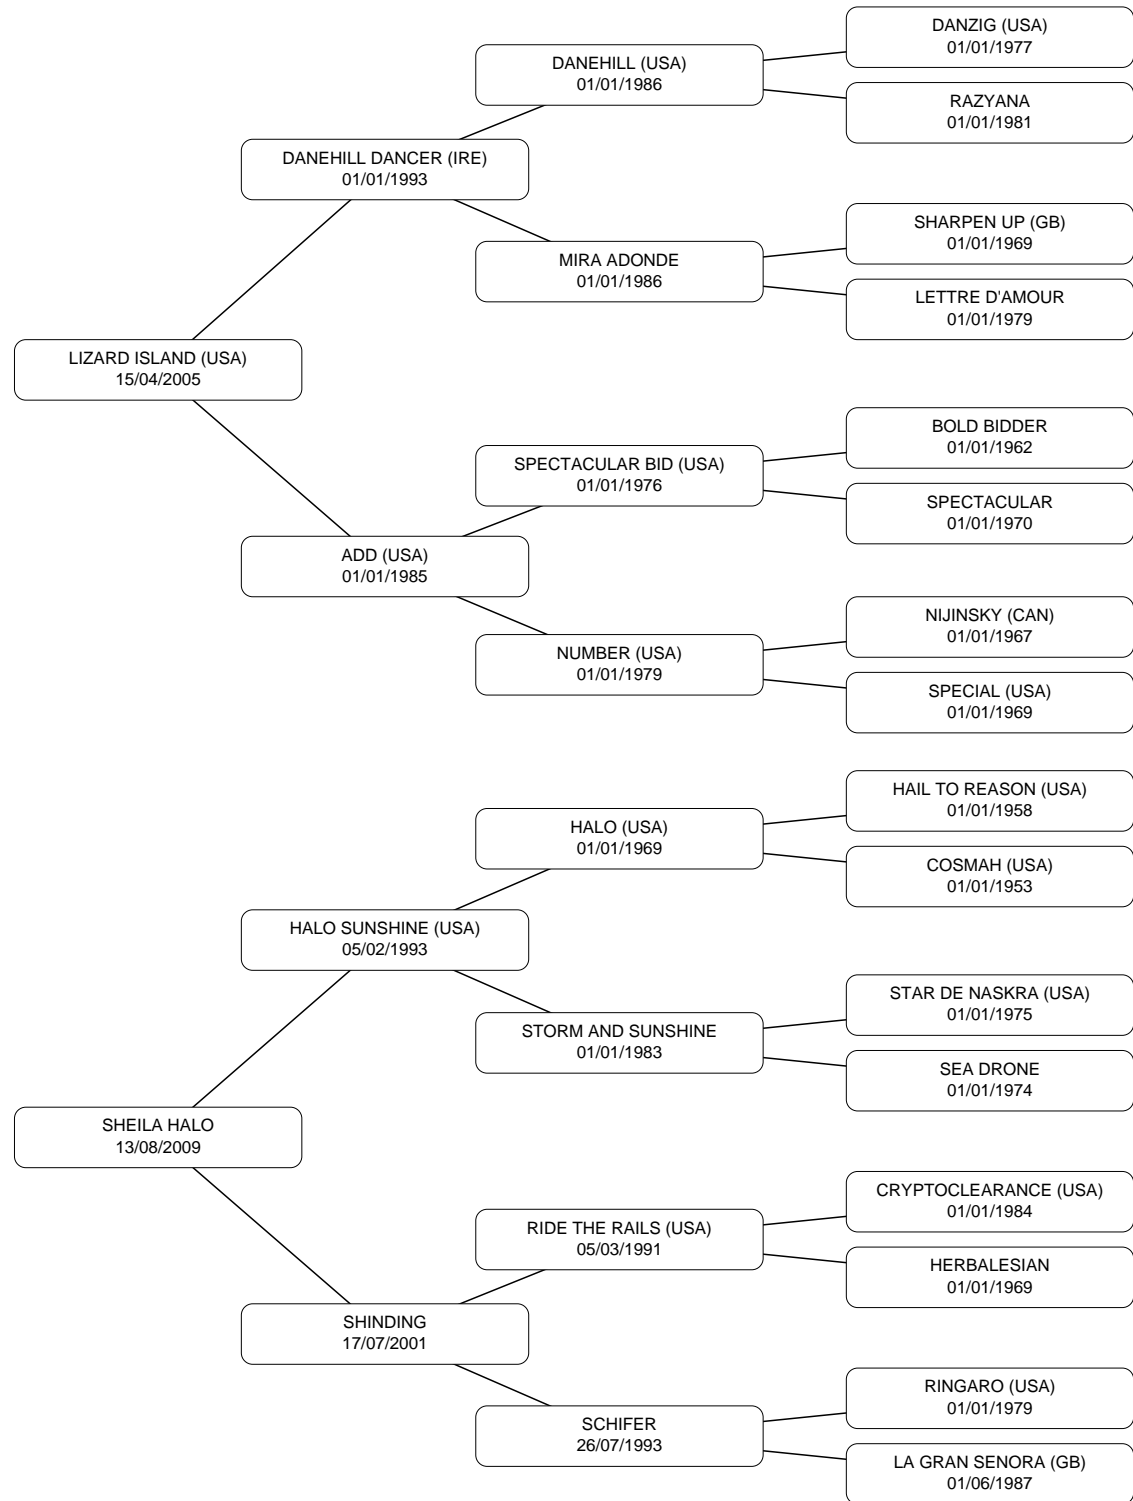 DANZIG (USA)
01/01/1977
DANEHILL (USA)
01/01/1986
RAZYANA
01/01/1981
DANEHILL DANCER (IRE)
01/01/1993
SHARPEN UP (GB)
01/01/1969
MIRA ADONDE
01/01/1986
LETTRE D'AMOUR
01/01/1979
LIZARD ISLAND (USA)
15/04/2005
BOLD BIDDER
01/01/1962
SPECTACULAR BID (USA)
01/01/1976
SPECTACULAR
01/01/1970
ADD (USA)
01/01/1985
NIJINSKY (CAN)
01/01/1967
NUMBER (USA)
01/01/1979
SPECIAL (USA)
01/01/1969
HAIL TO REASON (USA)
01/01/1958
HALO (USA)
01/01/1969
COSMAH (USA)
01/01/1953
HALO SUNSHINE (USA)
05/02/1993
STAR DE NASKRA (USA)
01/01/1975
STORM AND SUNSHINE
01/01/1983
SEA DRONE
01/01/1974
SHEILA HALO
13/08/2009
CRYPTOCLEARANCE (USA)
01/01/1984
RIDE THE RAILS (USA)
05/03/1991
HERBALESIAN
01/01/1969
SHINDING
17/07/2001
RINGARO (USA)
01/01/1979
SCHIFER
26/07/1993
LA GRAN SENORA (GB)
01/06/1987